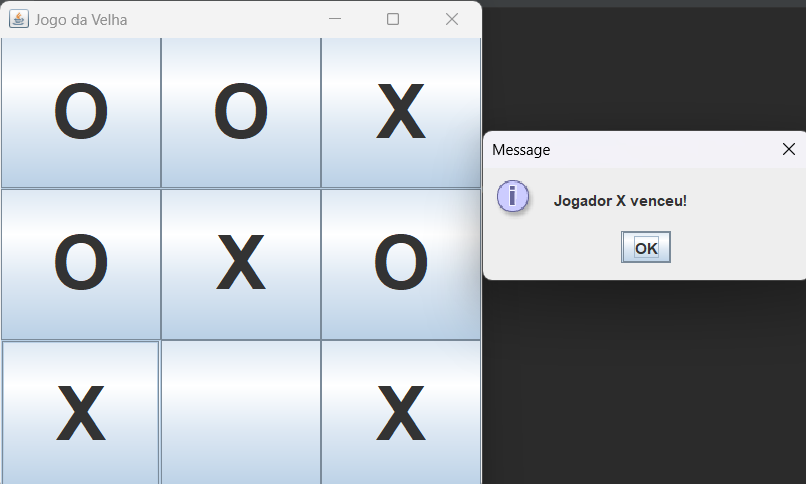 Jogo da Velha
O O X
Message
Jogador X venceu!
O X O
OK
X X